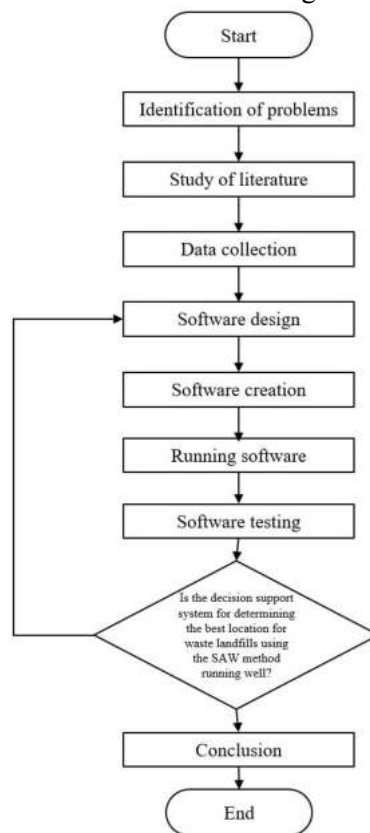 Start
Identification of problems
Study of literature
Data collection
Software design
Software creation
Running software
Software testing
Is the decision support
system for determining
the best location for
waste landfills using
the SAW method
running well?
Conclusion
End